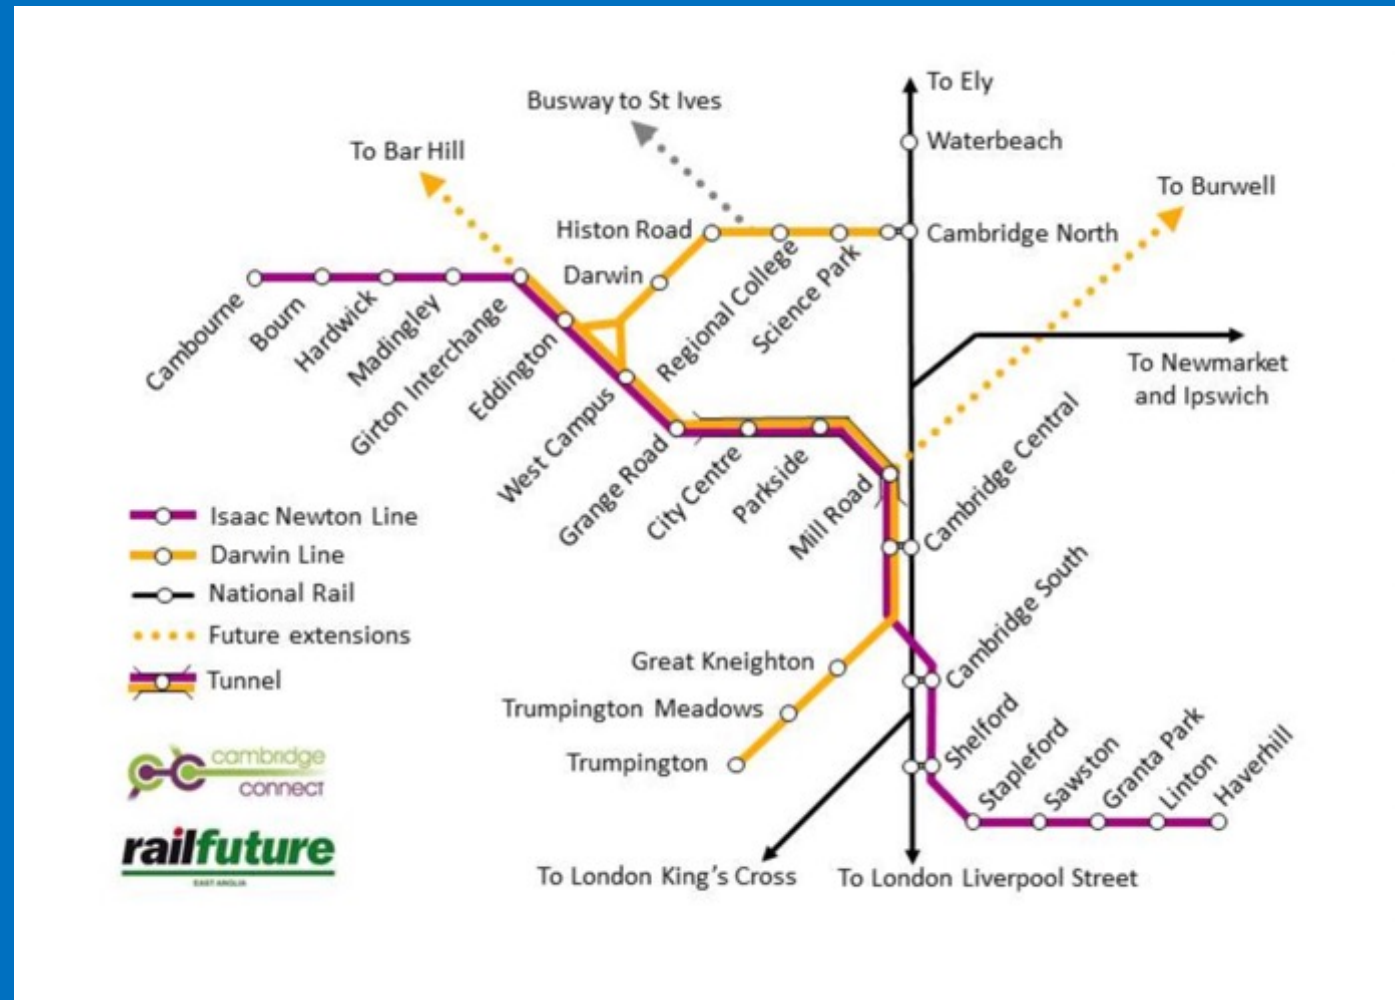 To Ely
Busway to St Ives
Waterbeach
To Bar Hill
To Burwell
Histon Road
Cambridge North
Darwin
Regional College
Science Park
Cambourne
Bourn
Hardwick
Madingley
Girton Interchange
Eddington
West Campus
Grange Road
City Centre
Parkside
Mill Road
To Newmarket
and Ipswich
Cambridge Central
Isaac Newton Line
Darwin Line
National Rail
Future extensions
Tunnel
Cambridge South
Great Kneighton
Trumpington Meadows
Trumpington
Shelford
Stapleford
Sawston
Granta Park
Linton
Haverhill
cambridge
connect
railfuture
EAST ANGLIA
To London King's Cross
To London Liverpool Street